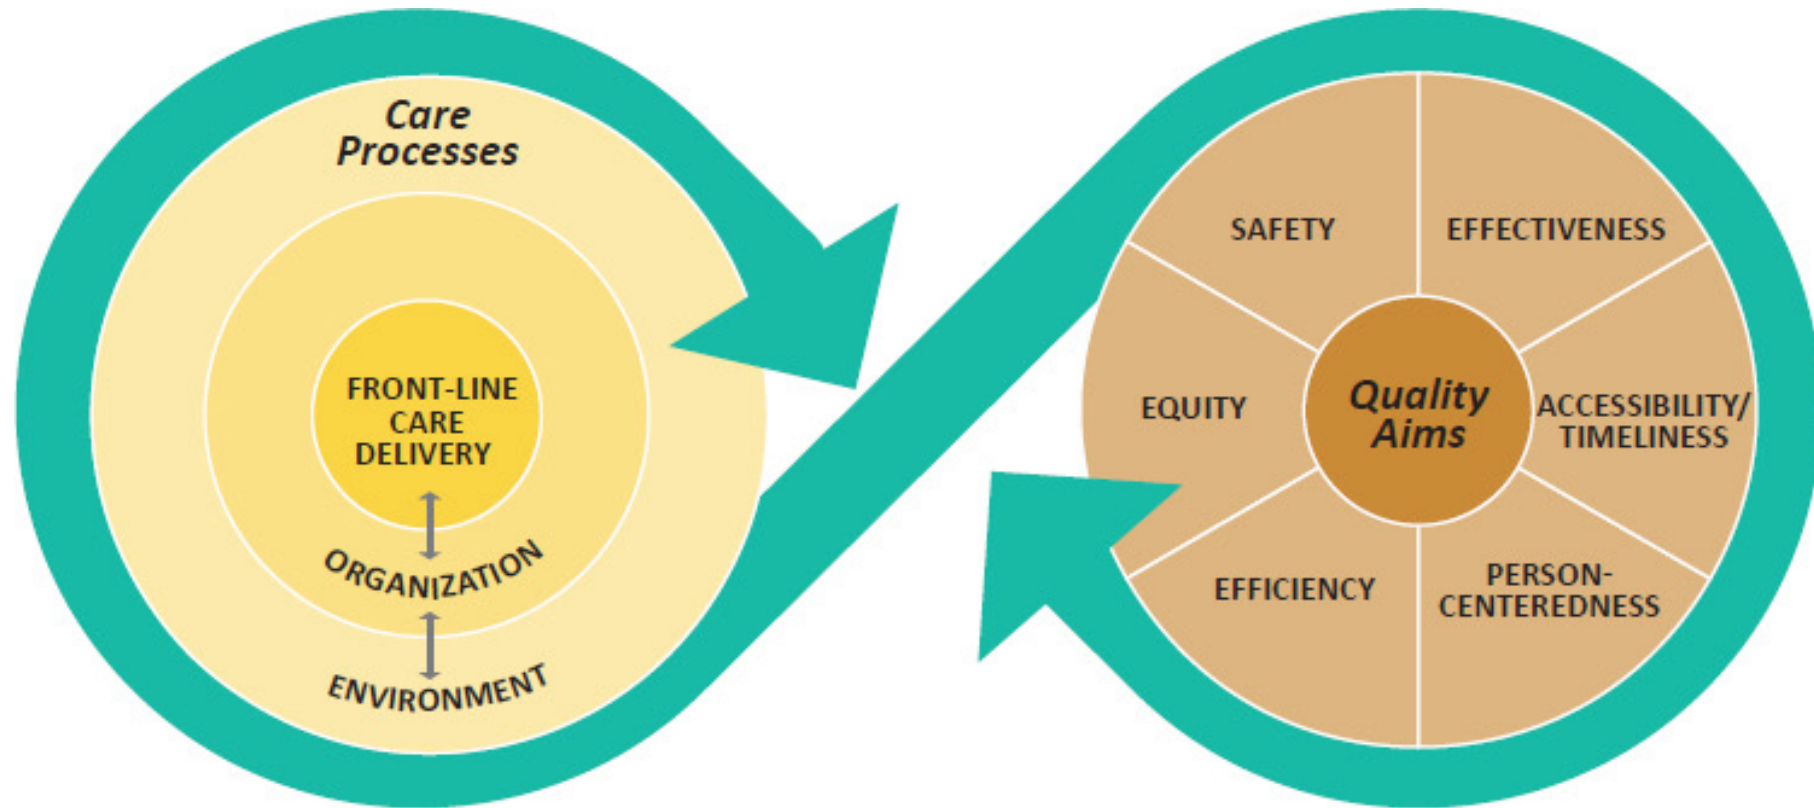 Care
Processes
FRONT-LINE
CARE
DELIVERY
ORGANIZATION
ENVIRONMENT
SAFETY
EFFECTIVENESS
EQUITY
Quality
Aims
ACCESSIBILITY/
TIMELINESS
EFFICIENCY
PERSON-
CENTEREDNESS